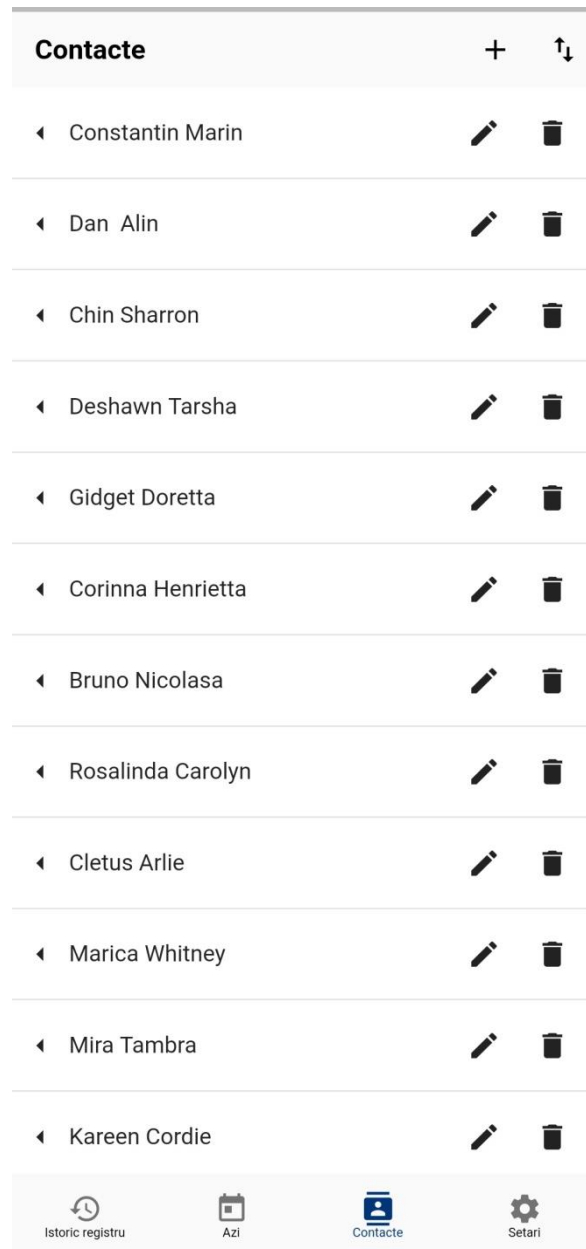 Contacte
Constantin Marin
Dan  Alin
Chin Sharron
Deshawn Tarsha
Gidget Doretta
Corinna Henrietta
Bruno Nicolasa
Rosalinda Carolyn
Cletus Arlie
Marica Whitney
Mira Tambra
Kareen Cordie
Istoric registru Azi Contacte Setari